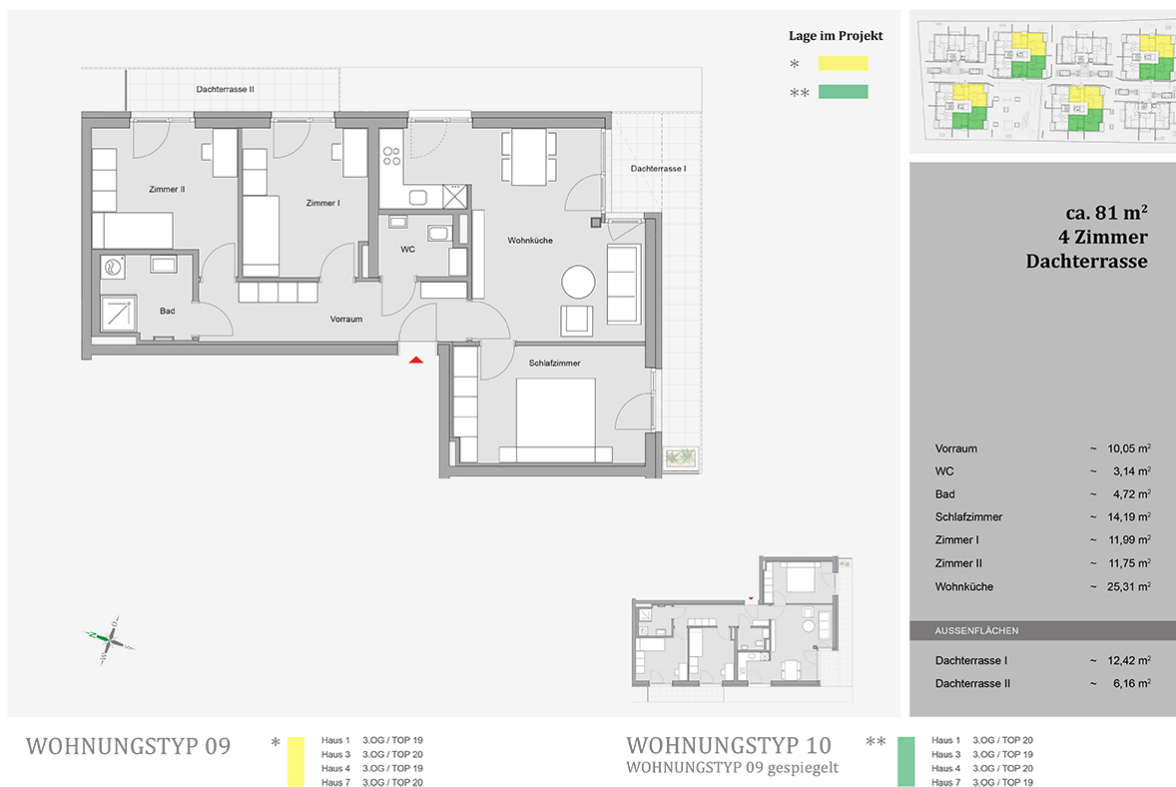 Lage im Projekt
*
**
Dachterrasse II
Zimmer II
Zimmer I
Dachterrasse I
WC
Wohnküche
Bad
Vorraum
Schlafzimmer
ca. 81 m²
4 Zimmer
Dachterrasse
Vorraum ~ 10,05 m²
WC ~ 3,14 m²
Bad ~ 4,72 m²
Schlafzimmer ~ 14,19 m²
Zimmer I ~ 11,99 m²
Zimmer II ~ 11,75 m²
Wohnküche ~ 25,31 m²
AUSSENFLÄCHEN
Dachterrasse I ~ 12,42 m²
Dachterrasse II ~ 6,16 m²
N
O
S
W
WOHNUNGSTYP 09
*
Haus 1 3.OG / TOP 19
Haus 3 3.OG / TOP 20
Haus 4 3.OG / TOP 19
Haus 7 3.OG / TOP 20
WOHNUNGSTYP 10
WOHNUNGSTYP 09 gespiegelt
**
Haus 1 3.OG / TOP 20
Haus 3 3.OG / TOP 19
Haus 4 3.OG / TOP 20
Haus 7 3.OG / TOP 19